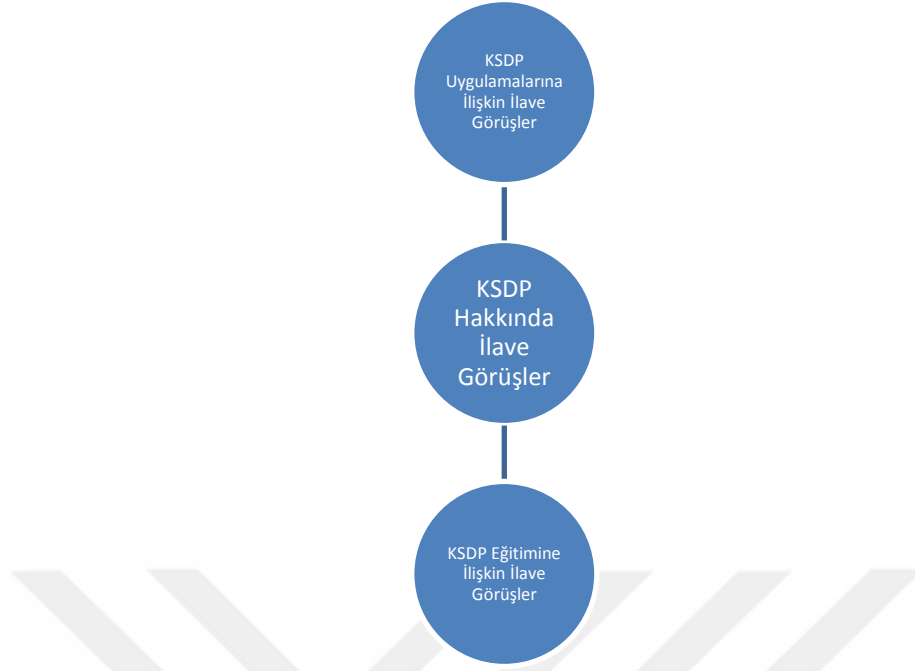 KSDP
Uygulamalarına
İlişkin İlave
Görüşler
KSDP
Hakkında
İlave
Görüşler
KSDP Eğitimine
İlişkin İlave
Görüşler